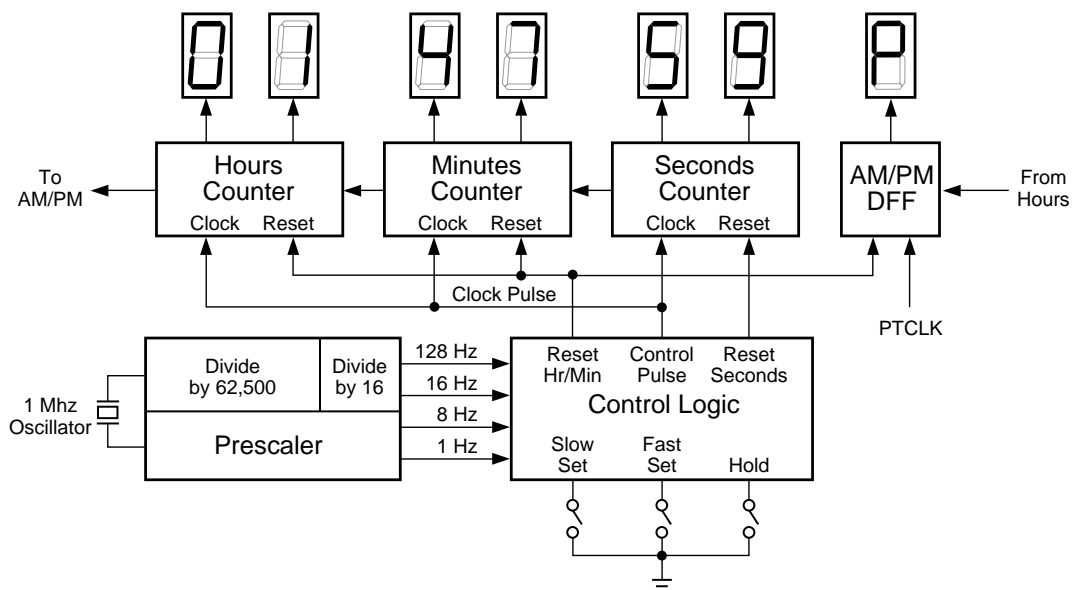 01 47 59 P
Hours
Counter
Clock Reset
Minutes
Counter
Seconds
Counter
Clock Reset
AM/PM
DFF
To
AM/PM
From
Hours
Clock Pulse
PTCLK
Divide
by 62,500
Divide
by 16
128 Hz
16 Hz
8 Hz
1 Hz
Reset
Hr/Min
Control
Pulse
Reset
Seconds
Control Logic
1 Mhz
Oscillator
Prescaler
Slow
Set
Fast
Set
Hold
Clock Reset